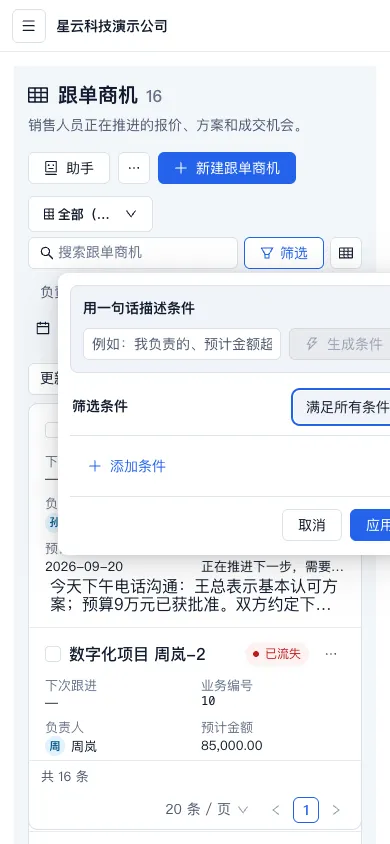 星云科技演示公司
跟单商机 16
销售人员正在推进的报价、方案和成交机会。
助手
···
新建跟单商机
全部（...
搜索跟单商机
筛选
用一句话描述条件
例如：我负责的、预计金额超
生成条件
筛选条件
满足所有条件
添加条件
取消
应用
2026-09-20
正在推进下一步，需要...
今天下午电话沟通：王总表示基本认可方
案；预算9万元已获批准。双方约定下...
数字化项目 周岚-2
已流失
···
下次跟进
业务编号
—
10
负责人
预计金额
周 周岚
85,000.00
共 16 条
20 条 / 页
1